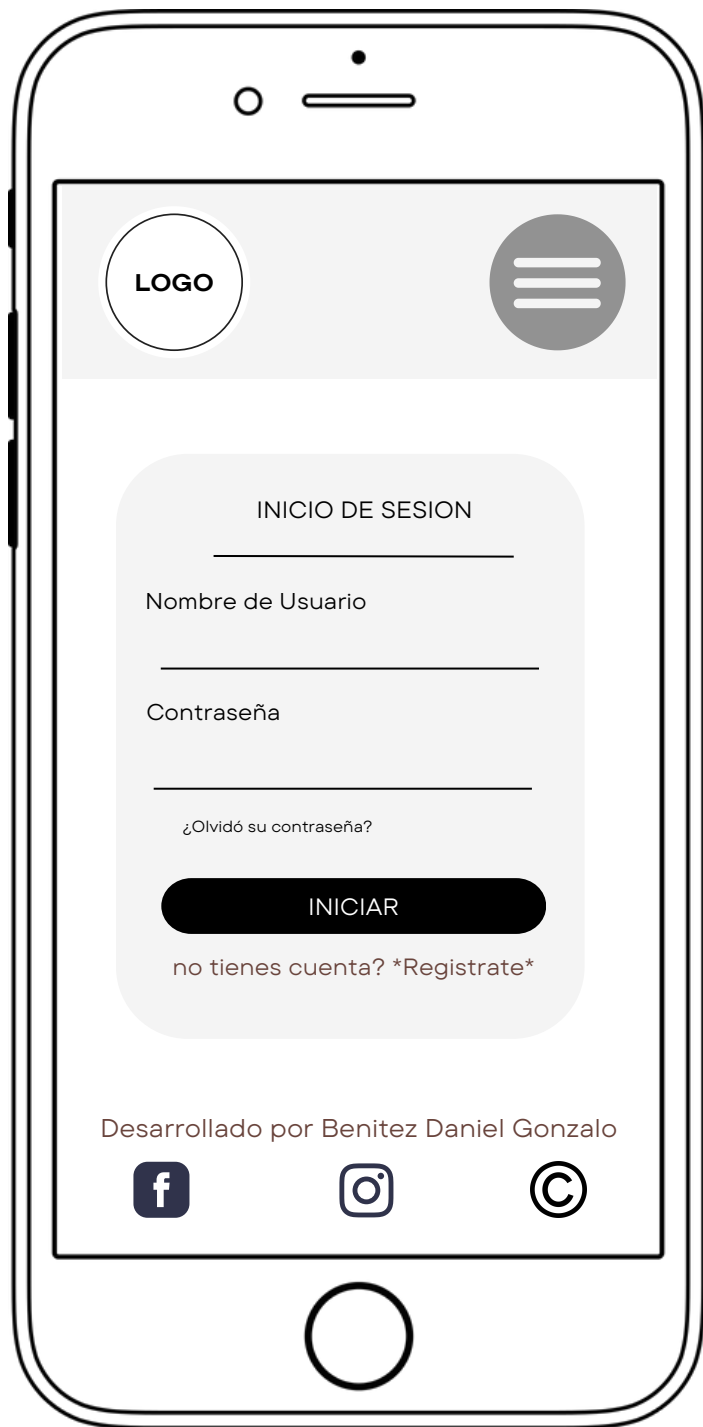 LOGO
INICIO DE SESION
Nombre de Usuario
Contraseña
¿Olvidó su contraseña?
INICIAR
no tienes cuenta? *Registrate*
Desarrollado por Benitez Daniel Gonzalo
f
©